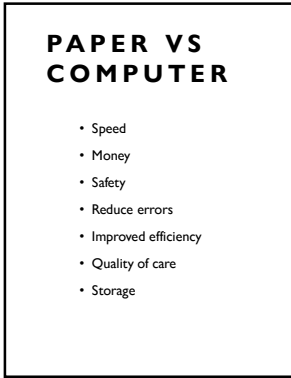 PAPER VS
COMPUTER
• Speed
• Money
• Safety
• Reduce errors
• Improved efficiency
• Quality of care
• Storage